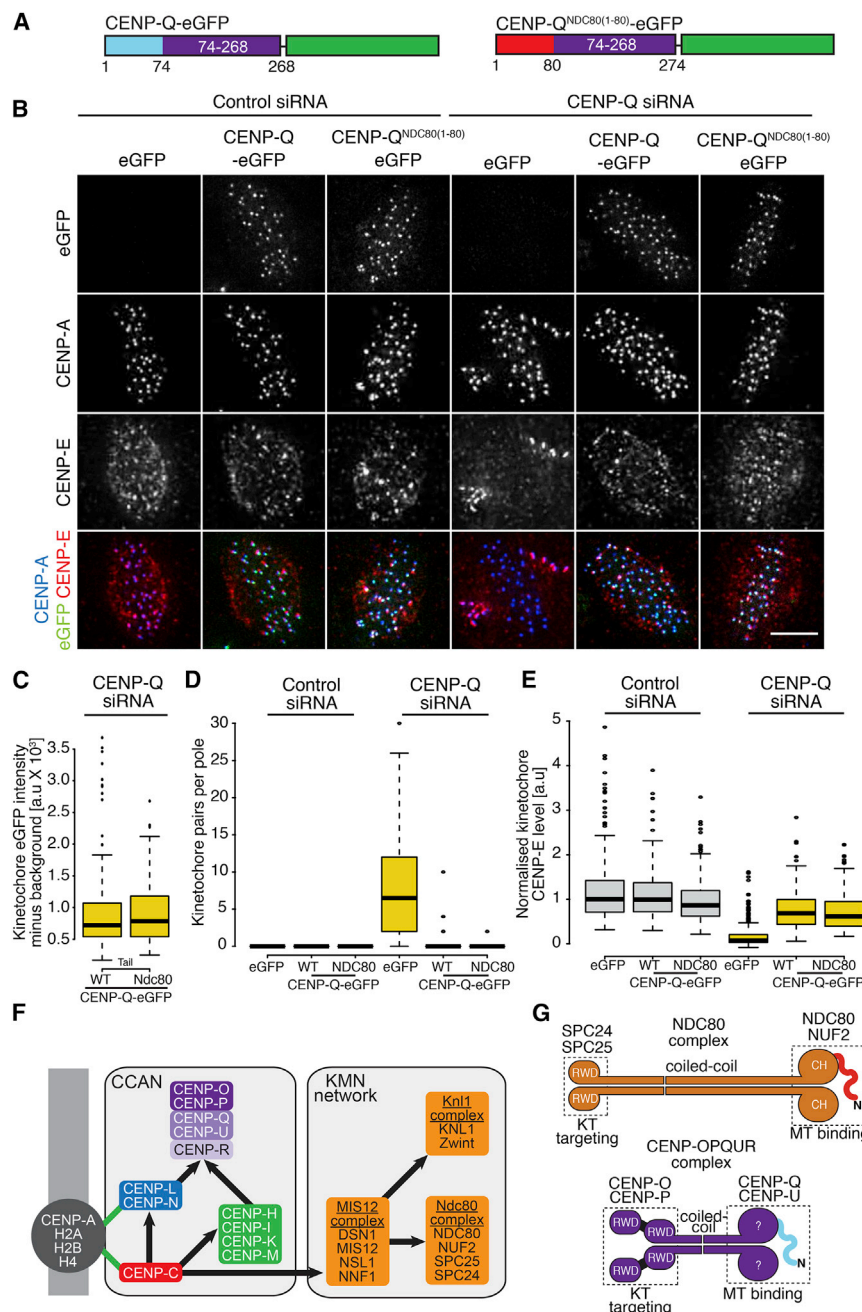 A
CENP-Q-eGFP
74-268
1 74 268
CENP-Q^NDC80(1-80)-eGFP
74-268
1 80 274
B
Control siRNA
CENP-Q siRNA
eGFP
CENP-Q
-eGFP
CENP-Q^NDC80(1-80)
eGFP
eGFP
CENP-Q
-eGFP
CENP-Q^NDC80(1-80)
eGFP
eGFP
CENP-A
CENP-E
CENP-A
eGFP CENP-E
C
CENP-Q
siRNA
Kinetochore eGFP intensity
minus background [a.u X 10³]
3.5
3.0
2.5
2.0
1.5
1.0
0.5
Tail
WT Ndc80
CENP-Q-eGFP
D
Control
siRNA
CENP-Q
siRNA
Kinetochore pairs per pole
30
25
20
15
10
5
0
eGFP WT NDC80 eGFP WT NDC80
CENP-Q-eGFP CENP-Q-eGFP
E
Control
siRNA
CENP-Q
siRNA
Normalised kinetochore
CENP-E level [a.u]
5
4
3
2
1
0
eGFP WT NDC80 eGFP WT NDC80
CENP-Q-eGFP CENP-Q-eGFP
F
CCAN
CENP-O
CENP-P
CENP-Q
CENP-U
CENP-R
CENP-L
CENP-N
CENP-H
CENP-I
CENP-K
CENP-M
CENP-C
CENP-A
H2A
H2B
H4
KMN
network
Knl1
complex
KNL1
Zwint
MIS12
complex
DSN1
MIS12
NSL1
NNF1
Ndc80
complex
NDC80
NUF2
SPC25
SPC24
G
SPC24
SPC25
NDC80
complex
NDC80
NUF2
coiled-coil
RWD
RWD
CH
CH
N
KT
targeting
MT binding
CENP-OPQUR
complex
CENP-O
CENP-P
CENP-Q
CENP-U
coiled-
coil
RWD
RWD
RWD
RWD
?
?
N
KT
targeting
MT binding